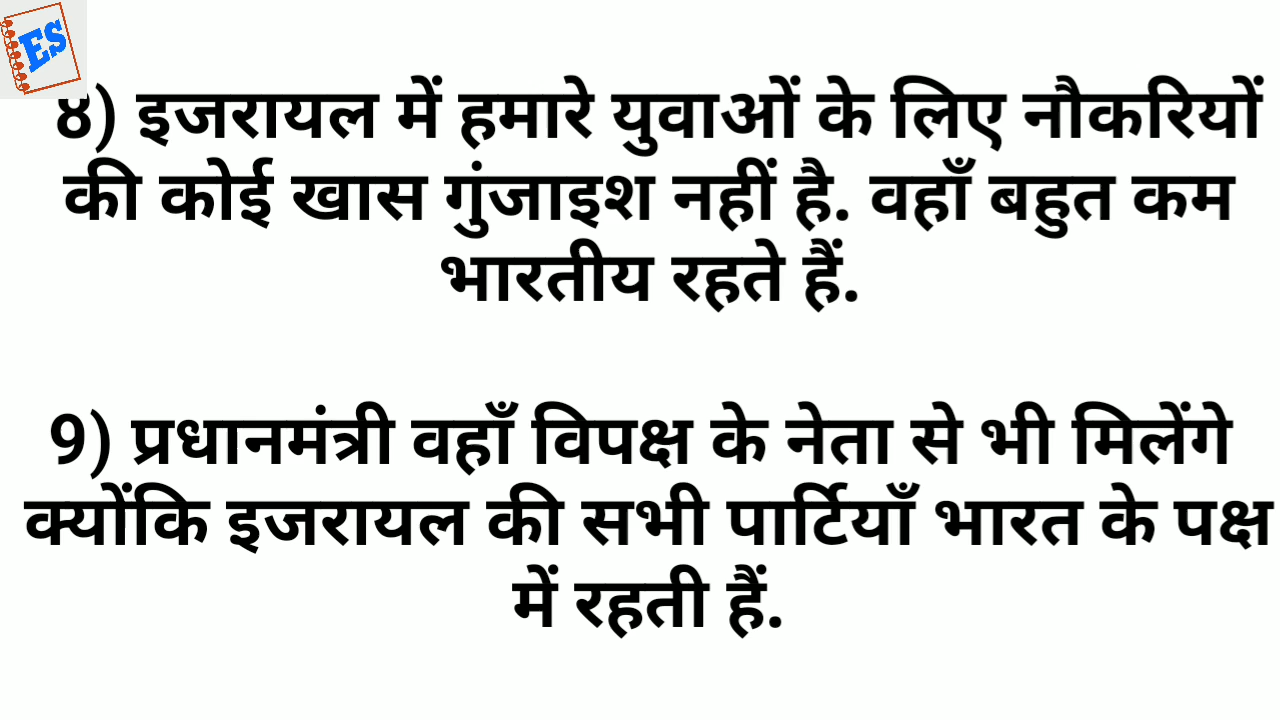 ES
8) इजरायल में हमारे युवाओं के लिए नौकरियों
की कोई खास गुंजाइश नहीं है. वहाँ बहुत कम
भारतीय रहते हैं.
9) प्रधानमंत्री वहाँ विपक्ष के नेता से भी मिलेंगे
क्योंकि इजरायल की सभी पार्टियाँ भारत के पक्ष
में रहती हैं.